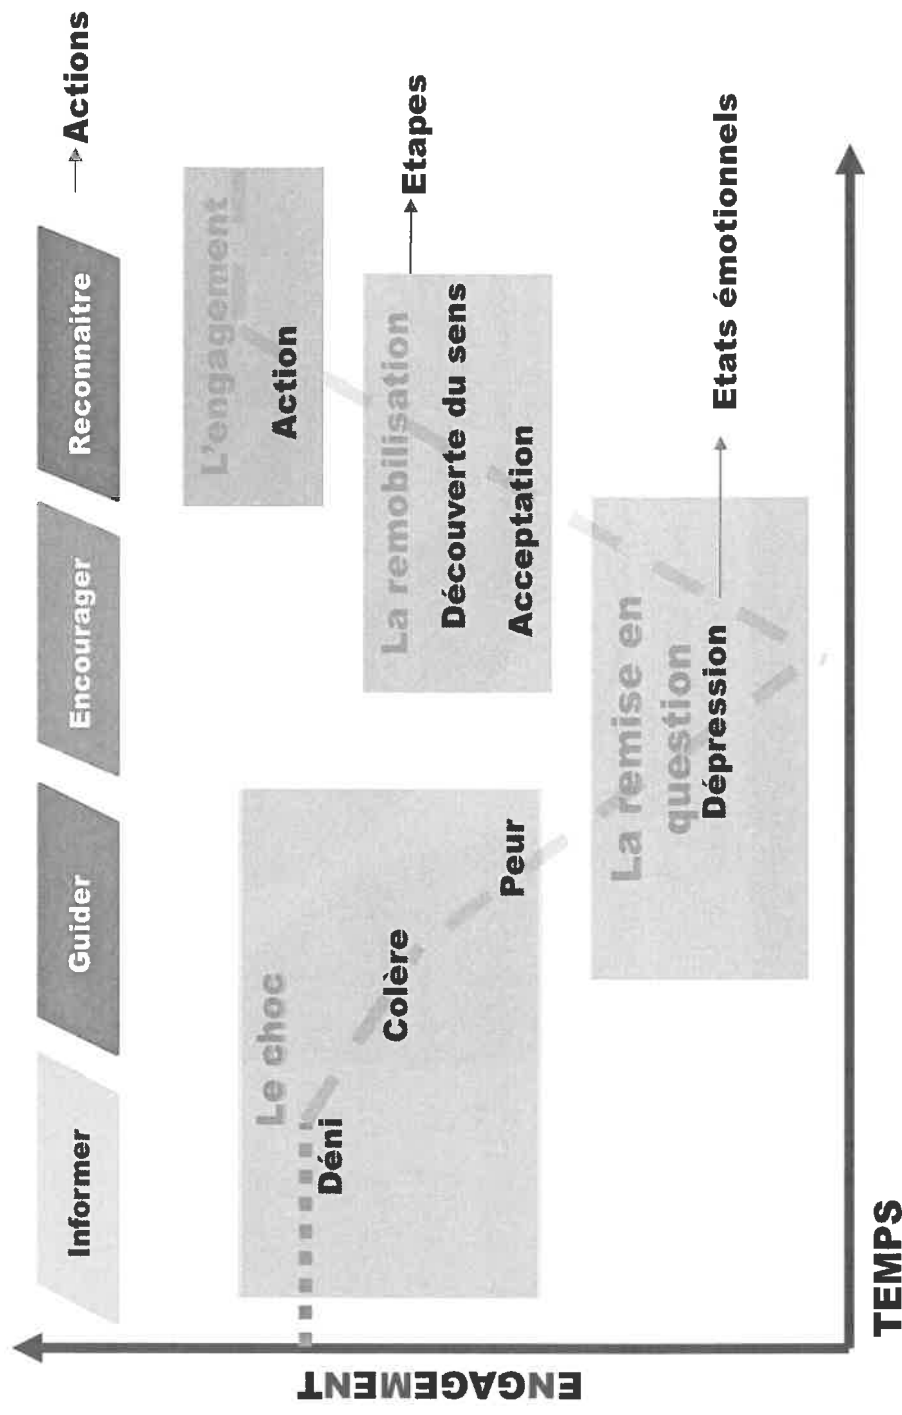 Informer
Guider
Encourager
Reconnaitre
Actions
Le choc
Déni
Colère
Peur
La remise en
question
Dépression
Etats émotionnels
La remobilisation
Découverte du sens
Acceptation
Etapes
L'engagement
Action
ENGAGEMENT
TEMPS